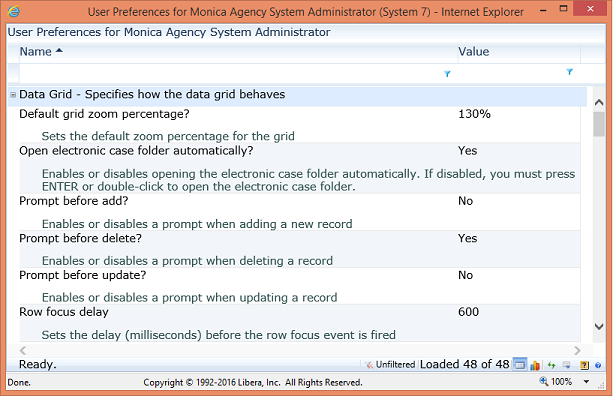 User Preferences for Monica Agency System Administrator (System 7) - Internet Explorer
User Preferences for Monica Agency System Administrator
Name Value
Data Grid - Specifies how the data grid behaves
Default grid zoom percentage? 130%
Sets the default zoom percentage for the grid
Open electronic case folder automatically? Yes
Enables or disables opening the electronic case folder automatically. If disabled, you must press
ENTER or double-click to open the electronic case folder.
Prompt before add? No
Enables or disables a prompt when adding a new record
Prompt before delete? Yes
Enables or disables a prompt when deleting a record
Prompt before update? No
Enables or disables a prompt when updating a record
Row focus delay 600
Sets the delay (milliseconds) before the row focus event is fired
Ready. Unfiltered Loaded 48 of 48
Done. Copyright © 1992-2016 Libera, Inc. All Rights Reserved. 100%